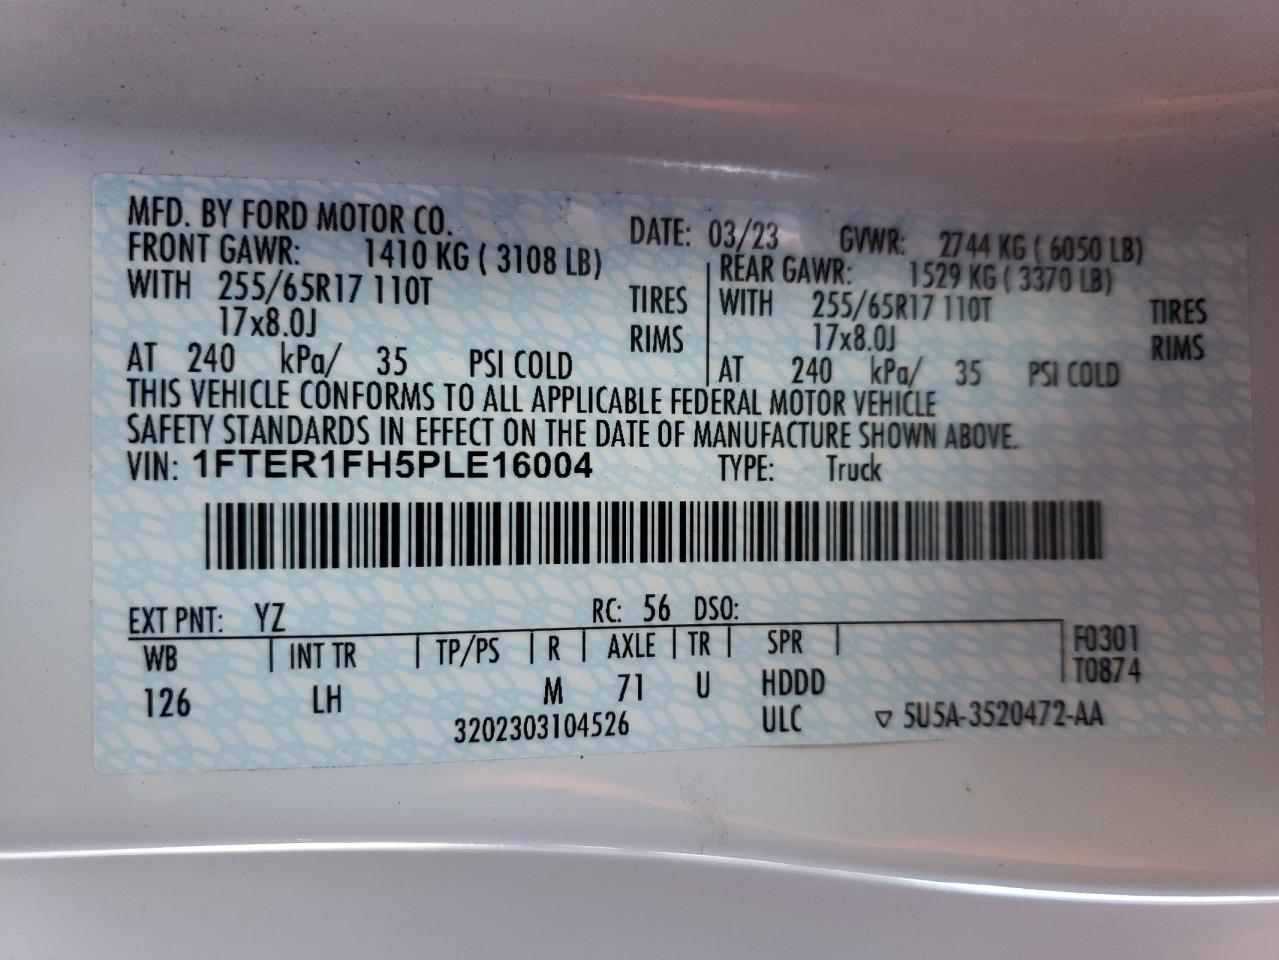 MFD. BY FORD MOTOR CO. DATE: 03/23 GVWR: 2744 KG ( 6050 LB)
FRONT GAWR: 1410 KG ( 3108 LB) REAR GAWR: 1529 KG ( 3370 LB)
WITH 255/65R17 110T TIRES WITH 255/65R17 110T TIRES
17x8.0J RIMS 17x8.0J RIMS
AT 240 kPa/ 35 PSI COLD AT 240 kPa/ 35 PSI COLD
THIS VEHICLE CONFORMS TO ALL APPLICABLE FEDERAL MOTOR VEHICLE
SAFETY STANDARDS IN EFFECT ON THE DATE OF MANUFACTURE SHOWN ABOVE.
VIN: 1FTER1FH5PLE16004 TYPE: Truck
EXT PNT: YZ RC: 56 DSO:
WB INT TR TP/PS R AXLE TR SPR F0301
T0874
126 LH M 71 U HDDD
3202303104526 ULC ▽ 5U5A-3520472-AA